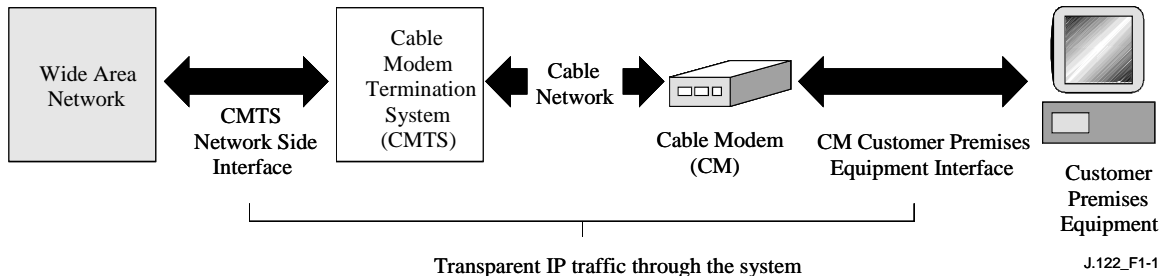 Wide Area
Network
CMTS
Network Side
Interface
Cable
Modem
Termination
System
(CMTS)
Cable
Network
Cable Modem
(CM)
CM Customer Premises
Equipment Interface
Customer
Premises
Equipment
Transparent IP traffic through the system
J.122_F1-1